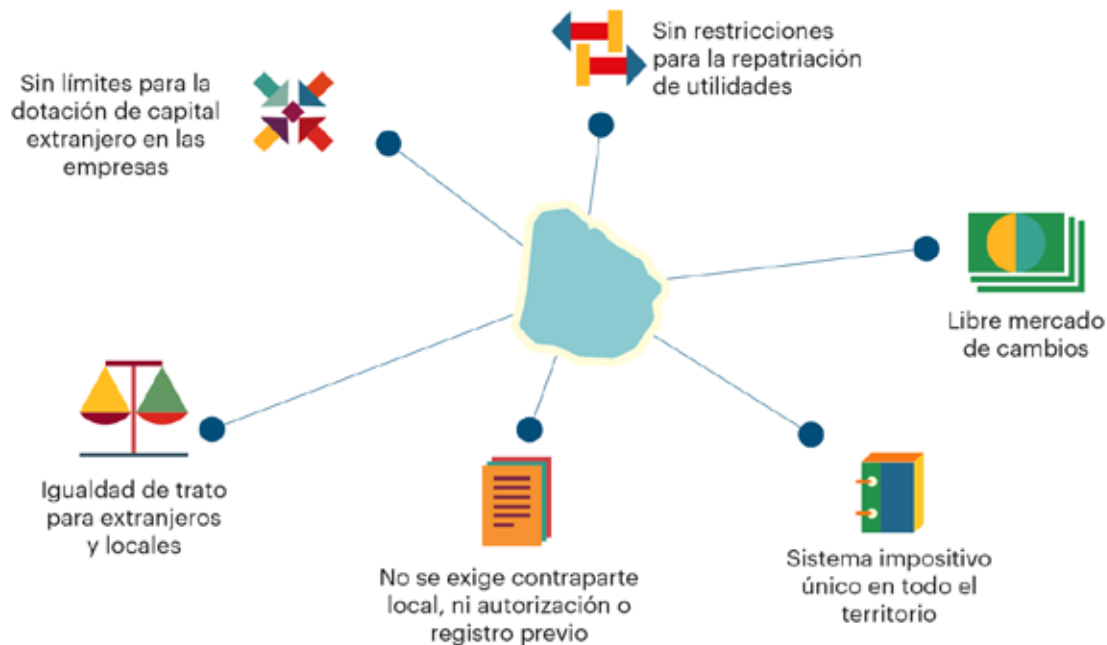 Sin restricciones
para la repatriación
de utilidades
Sin límites para la
dotación de capital
extranjero en las
empresas
Libre mercado
de cambios
Igualdad de trato
para extranjeros
y locales
No se exige contraparte
local, ni autorización o
registro previo
Sistema impositivo
único en todo el
territorio